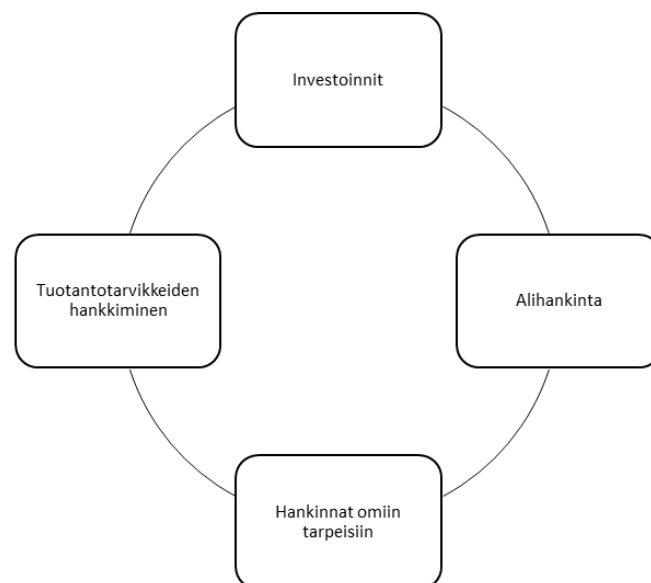 Investoinnit
Tuotantotarvikkeiden
hankkiminen
Alihankinta
Hankinnat omiin
tarpeisiin